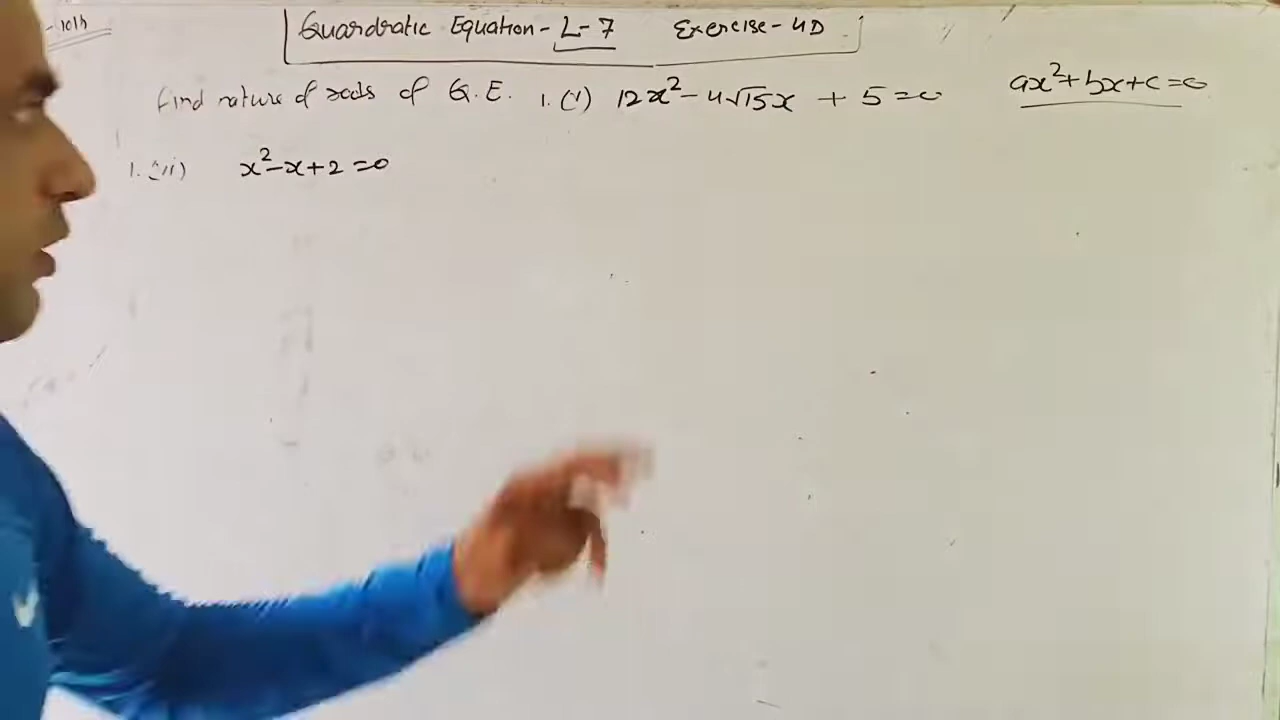 - 10th
Quardratic Equation - L-7 Exercise - 4D
Find nature of roots of Q.E. 1. (i) 12x² - 4√15x + 5 = 0 ax² + bx + c = 0
1. (ii) x² - x + 2 = 0